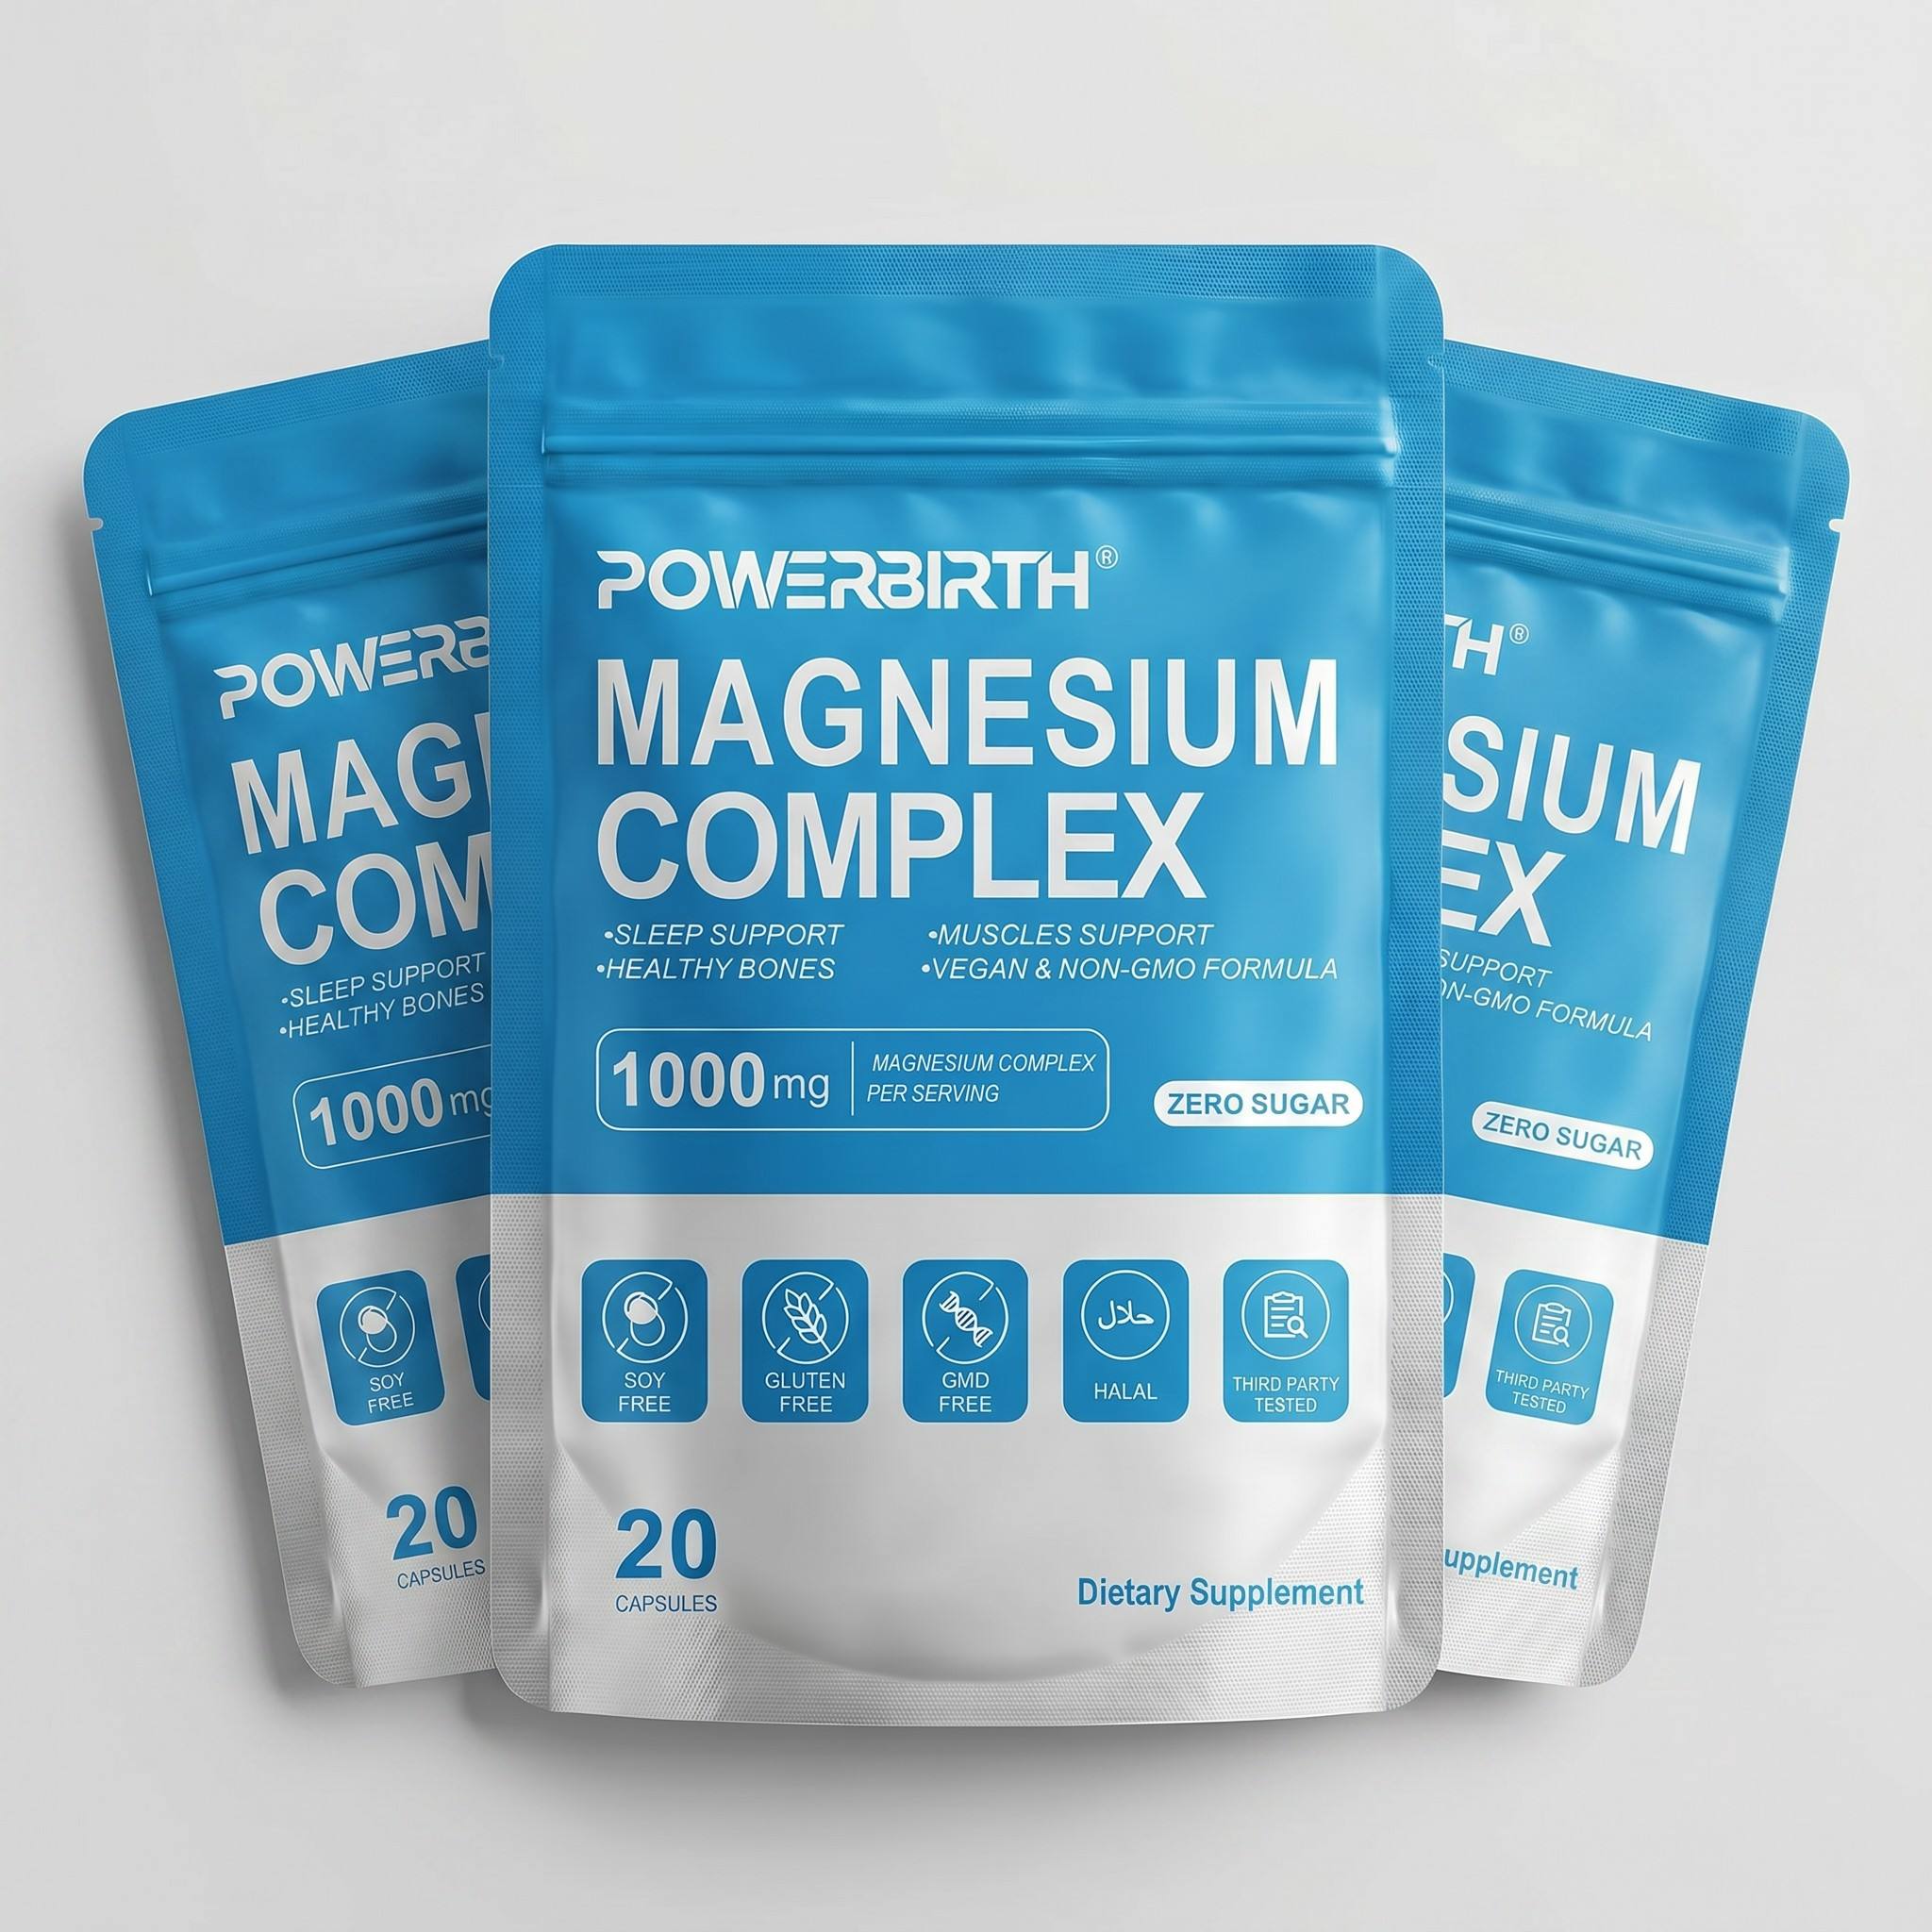 POWERBIRTH®
MAGNESIUM
COMPLEX
•SLEEP SUPPORT
•MUSCLES SUPPORT
•HEALTHY BONES
•VEGAN & NON-GMO FORMULA
1000 mg
MAGNESIUM COMPLEX
PER SERVING
ZERO SUGAR
SOY
FREE
GLUTEN
FREE
GMD
FREE
حلال
HALAL
THIRD PARTY
TESTED
20
CAPSULES
Dietary Supplement
POWERB
MAG
COM
•SLEEP SUPPORT
•HEALTHY BONES
1000 mg
SOY
FREE
20
CAPSULES
TH®
SIUM
EX
SUPPORT
ON-GMO FORMULA
ZERO SUGAR
THIRD PARTY
TESTED
upplement